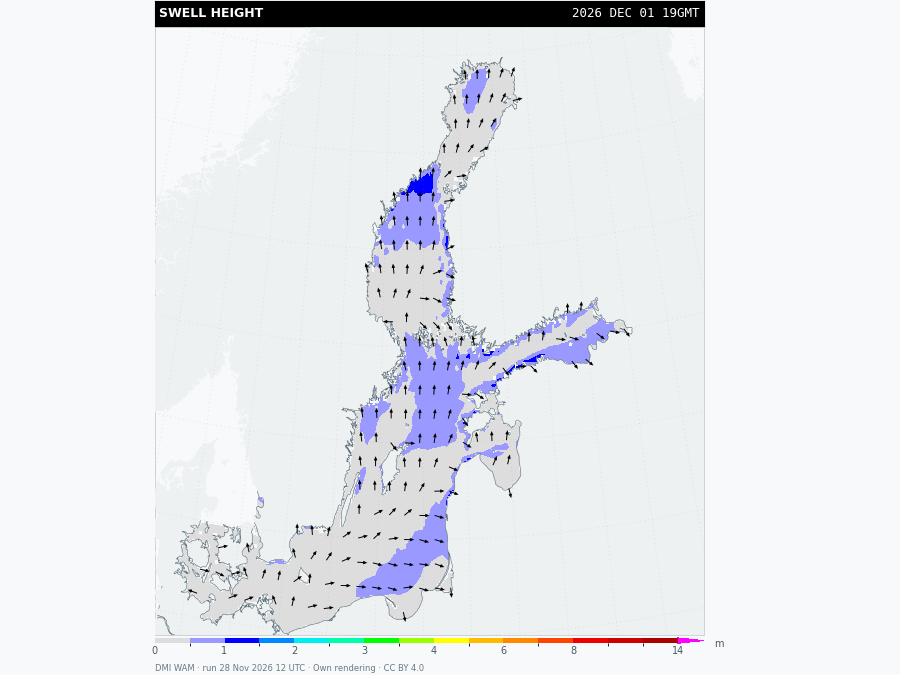 SWELL HEIGHT 2026 DEC 01 19GMT
0 1 2 3 4 6 8 14 m
DMI WAM · run 28 Nov 2026 12 UTC · Own rendering · CC BY 4.0